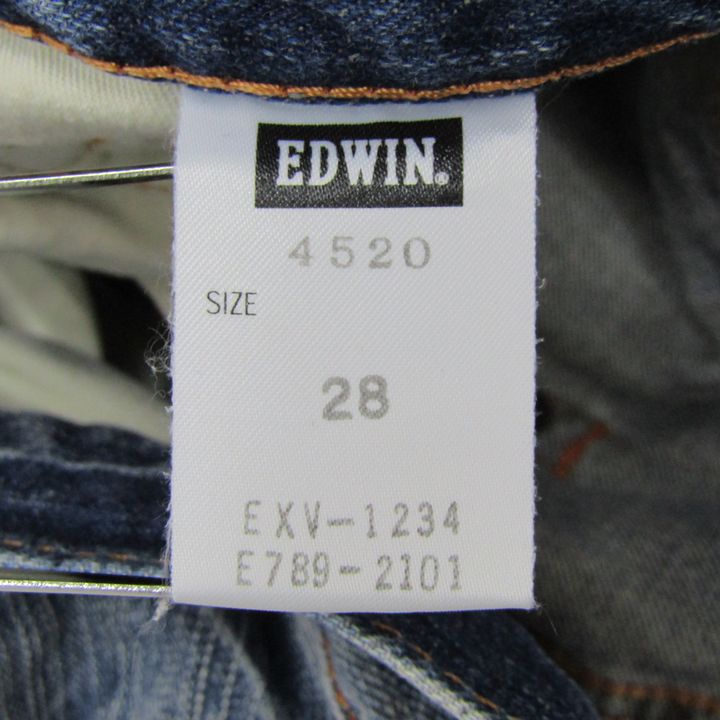 EDWIN.
4520
SIZE
28
EXV-1234
E789-2101